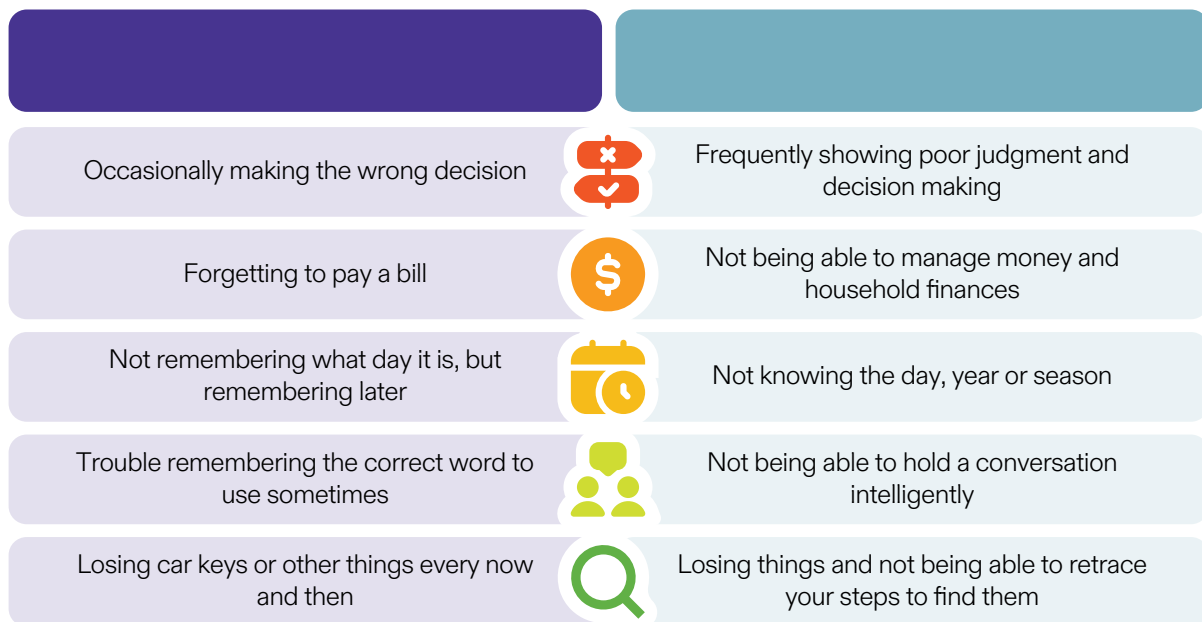 Occasionally making the wrong decision
Frequently showing poor judgment and
decision making
Forgetting to pay a bill
$
Not being able to manage money and
household finances
Not remembering what day it is, but
remembering later
Not knowing the day, year or season
Trouble remembering the correct word to
use sometimes
Not being able to hold a conversation
intelligently
Losing car keys or other things every now
and then
Losing things and not being able to retrace
your steps to find them